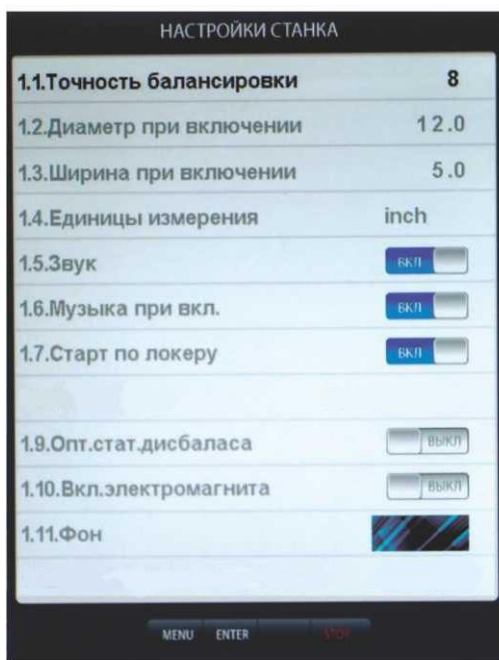 НАСТРОЙКИ СТАНКА
1.1.Точность балансировки 8
1.2.Диаметр при включении 12.0
1.3.Ширина при включении 5.0
1.4.Единицы измерения inch
1.5.Звук ВКЛ
1.6.Музыка при вкл. ВКЛ
1.7.Старт по локеру ВКЛ
1.9.Опт.стат.дисбаласа ВЫКЛ
1.10.Вкл.электромагнита ВЫКЛ
1.11.Фон
MENU ENTER STOP